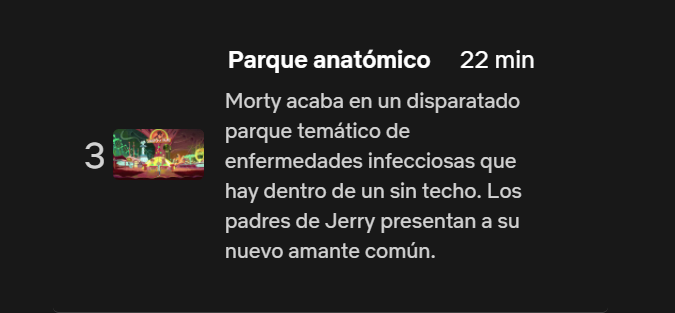 Parque anatómico 22 min
3
Morty acaba en un disparatado
parque temático de
enfermedades infecciosas que
hay dentro de un sin techo. Los
padres de Jerry presentan a su
nuevo amante común.